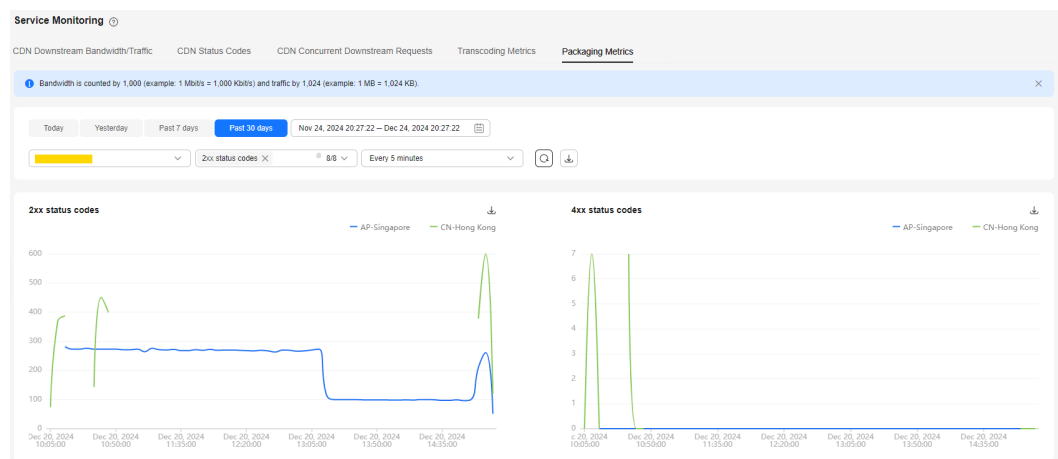 Service Monitoring ?
CDN Downstream Bandwidth/Traffic CDN Status Codes CDN Concurrent Downstream Requests Transcoding Metrics Packaging Metrics
Bandwidth is counted by 1,000 (example: 1 Mbit/s = 1,000 Kbit/s) and traffic by 1,024 (example: 1 MB = 1,024 KB).
Today Yesterday Past 7 days Past 30 days Nov 24, 2024 20:27:22 – Dec 24, 2024 20:27:22
2xx status codes × 8/8 Every 5 minutes
2xx status codes
AP-Singapore CN-Hong Kong
600
500
400
300
200
100
0
Dec 20, 2024 Dec 20, 2024 Dec 20, 2024 Dec 20, 2024 Dec 20, 2024 Dec 20, 2024 Dec 20, 2024
10:05:00 10:50:00 11:35:00 12:20:00 13:05:00 13:50:00 14:35:00
4xx status codes
AP-Singapore CN-Hong Kong
7
6
5
4
3
2
1
0
c 20, 2024 Dec 20, 2024 Dec 20, 2024 Dec 20, 2024 Dec 20, 2024 Dec 20, 2024 Dec 20, 2024
10:05:00 10:50:00 11:35:00 12:20:00 13:05:00 13:50:00 14:35:00